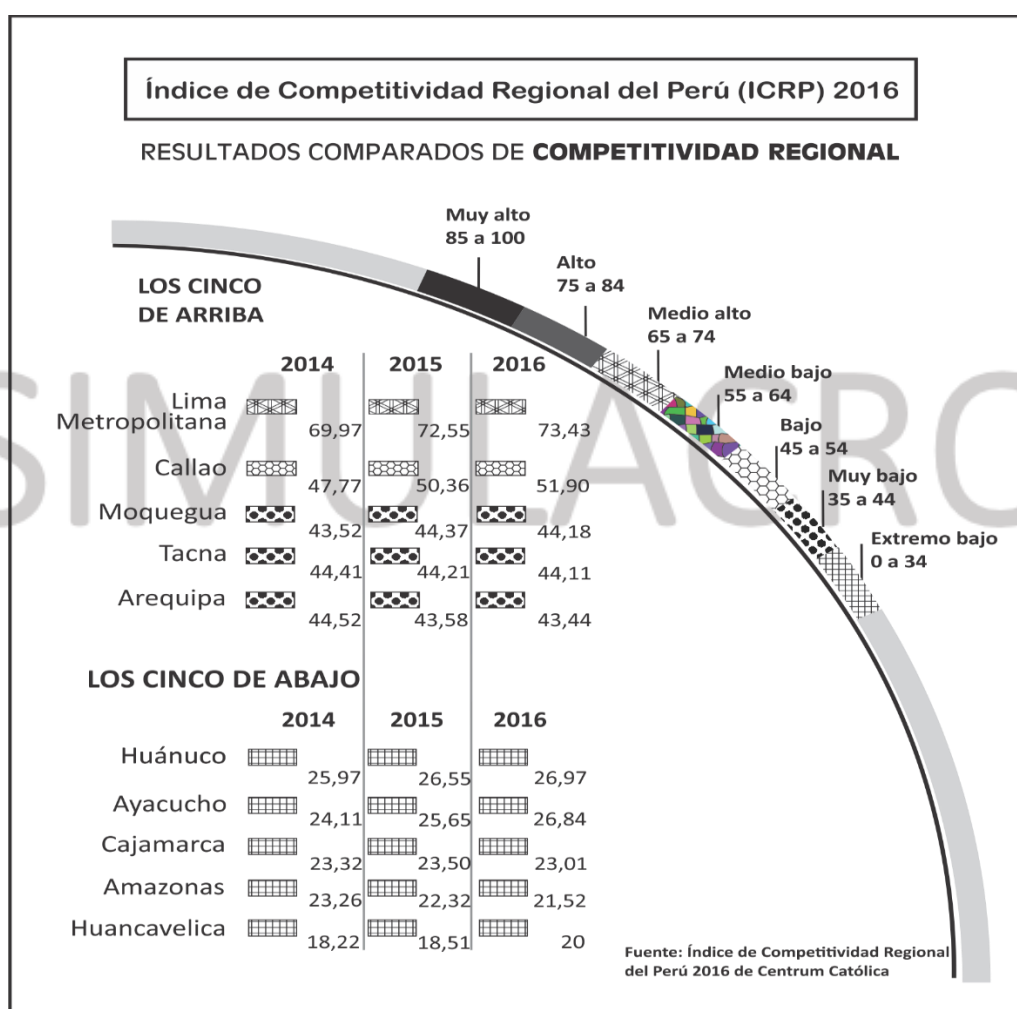 Índice de Competitividad Regional del Perú (ICRP) 2016
RESULTADOS COMPARADOS DE COMPETITIVIDAD REGIONAL
Muy alto
85 a 100
Alto
75 a 84
Medio alto
65 a 74
Medio bajo
55 a 64
Bajo
45 a 54
Muy bajo
35 a 44
Extremo bajo
0 a 34
LOS CINCO
DE ARRIBA
2014 2015 2016
Lima
Metropolitana
69,97 72,55 73,43
Callao
47,77 50,36 51,90
Moquegua
43,52 44,37 44,18
Tacna
44,41 44,21 44,11
Arequipa
44,52 43,58 43,44
LOS CINCO DE ABAJO
2014 2015 2016
Huánuco
25,97 26,55 26,97
Ayacucho
24,11 25,65 26,84
Cajamarca
23,32 23,50 23,01
Amazonas
23,26 22,32 21,52
Huancavelica
18,22 18,51 20
Fuente: Índice de Competitividad Regional
del Perú 2016 de Centrum Católica
SIMULACRO